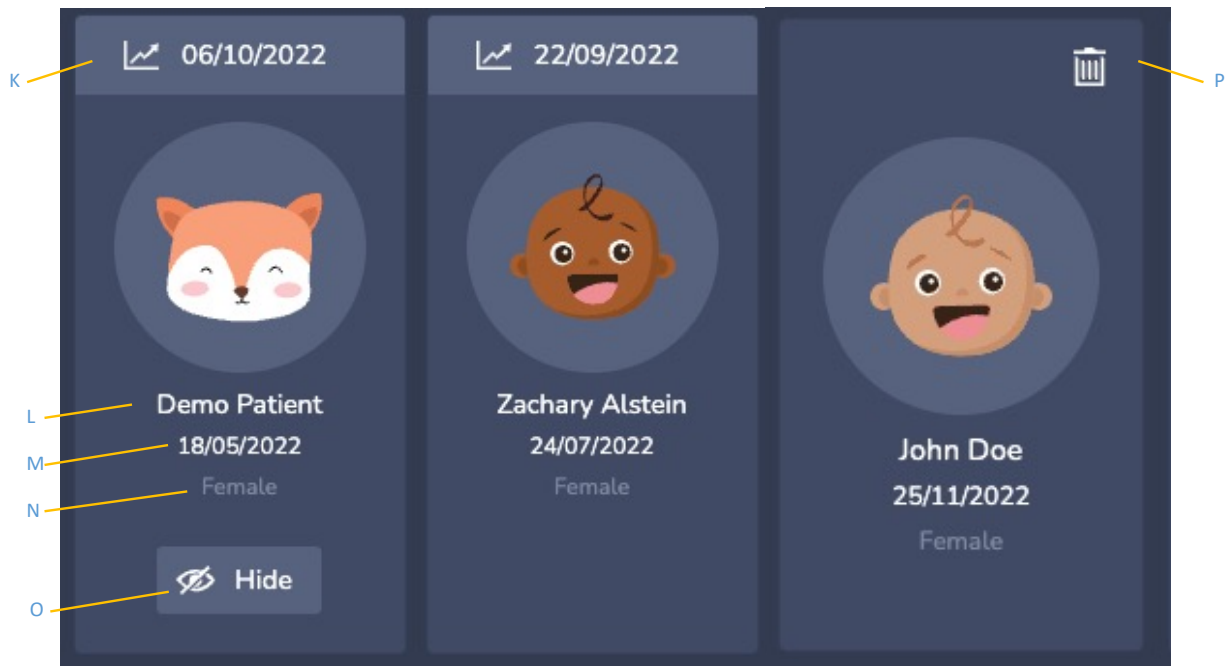 K
06/10/2022
22/09/2022
P
L
Demo Patient
Zachary Alstein
M
18/05/2022
24/07/2022
John Doe
N
Female
Female
25/11/2022
Female
O
Hide